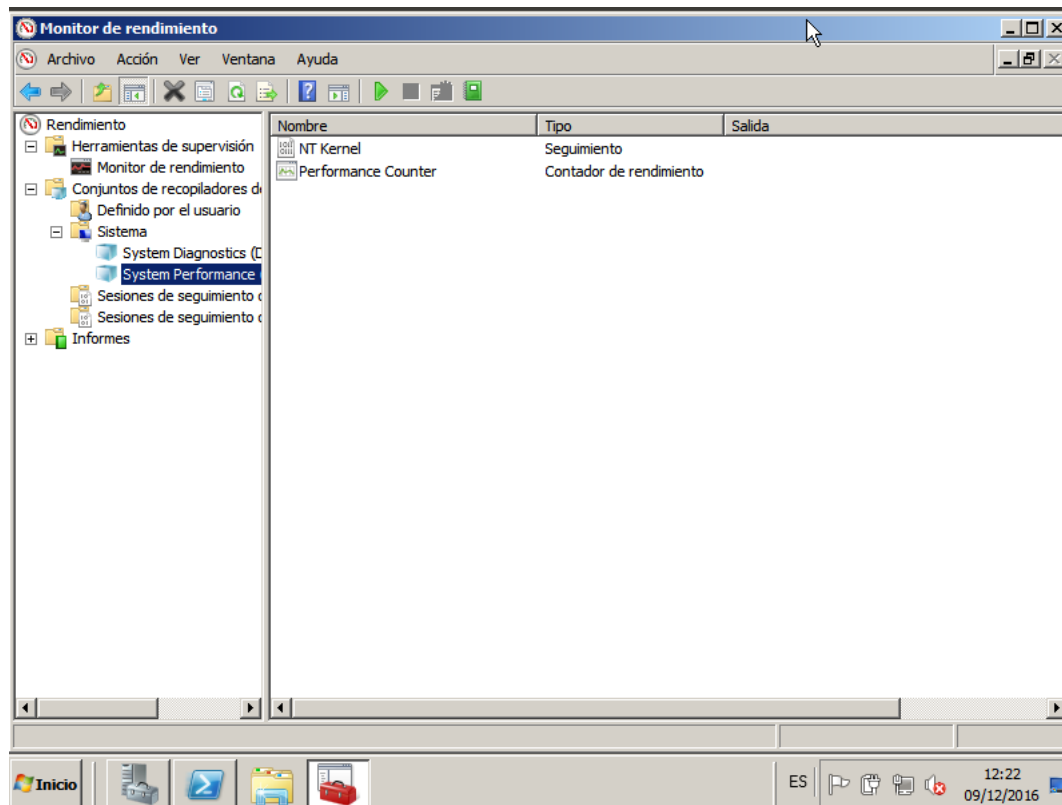 Monitor de rendimiento
Archivo Acción Ver Ventana Ayuda
Rendimiento
Herramientas de supervisión
Monitor de rendimiento
Conjuntos de recopiladores de
Definido por el usuario
Sistema
System Diagnostics (D
System Performance (
Sesiones de seguimiento d
Sesiones de seguimiento d
Informes
Nombre Tipo Salida
NT Kernel Seguimiento
Performance Counter Contador de rendimiento
Inicio
ES
12:22
09/12/2016